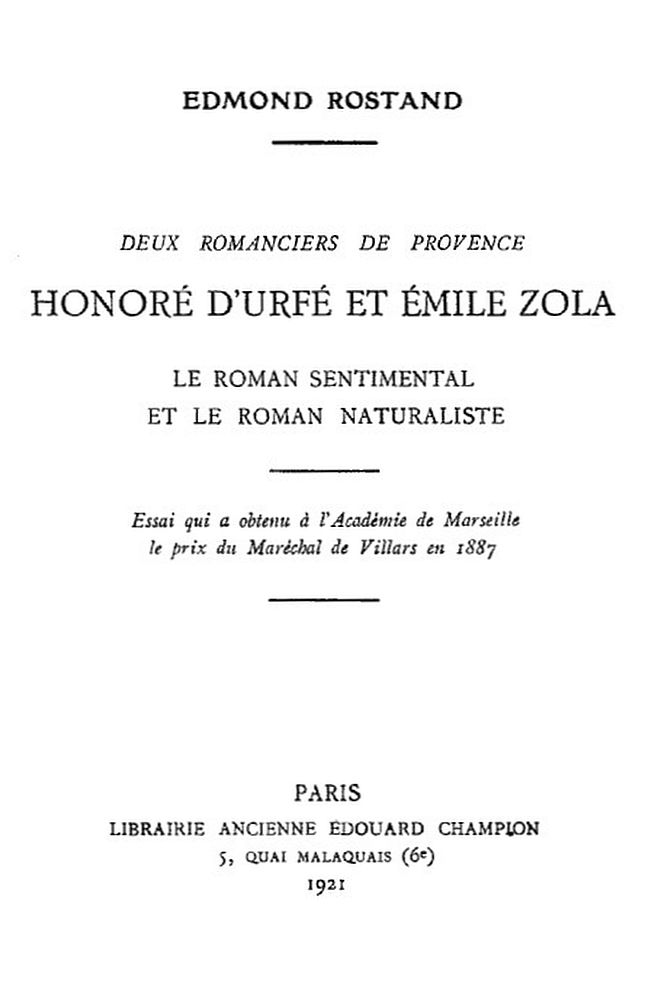 EDMOND ROSTAND
DEUX ROMANCIERS DE PROVENCE
HONORÉ D'URFÉ ET ÉMILE ZOLA
LE ROMAN SENTIMENTAL
ET LE ROMAN NATURALISTE
Essai qui a obtenu à l'Académie de Marseille
le prix du Maréchal de Villars en 1887
PARIS
LIBRAIRIE ANCIENNE ÉDOUARD CHAMPION
5, QUAI MALAQUAIS (6e)
1921